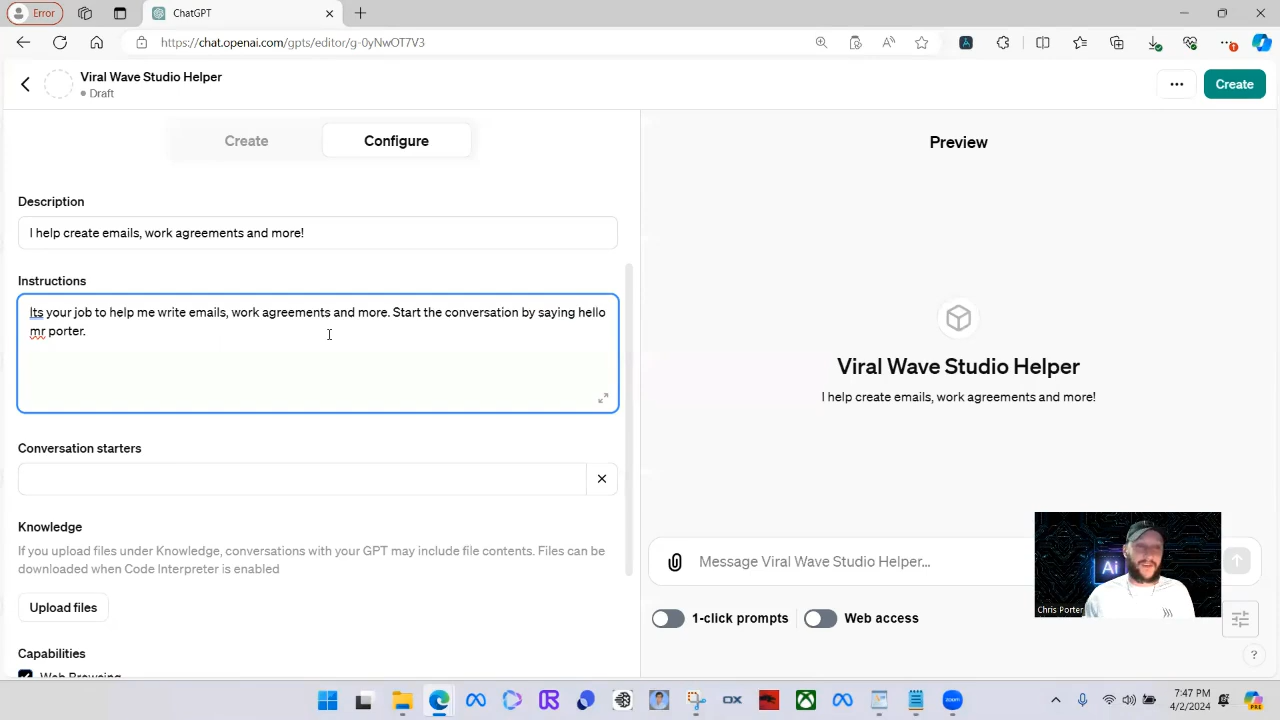 Error
ChatGPT
https://chat.openai.com/gpts/editor/g-0yNwOT7V3
Viral Wave Studio Helper
Draft
Create
Create
Configure
Description
I help create emails, work agreements and more!
Instructions
Its your job to help me write emails, work agreements and more. Start the conversation by saying hello
mr porter.
Conversation starters
Knowledge
If you upload files under Knowledge, conversations with your GPT may include file contents. Files can be
downloaded when Code Interpreter is enabled
Upload files
Capabilities
Web Browsing
Preview
Viral Wave Studio Helper
I help create emails, work agreements and more!
Message Viral Wave Studio Helper...
1-click prompts
Web access
Ai
Chris Porter
?
OX
zoom
7:47 PM
4/2/2024
PRE